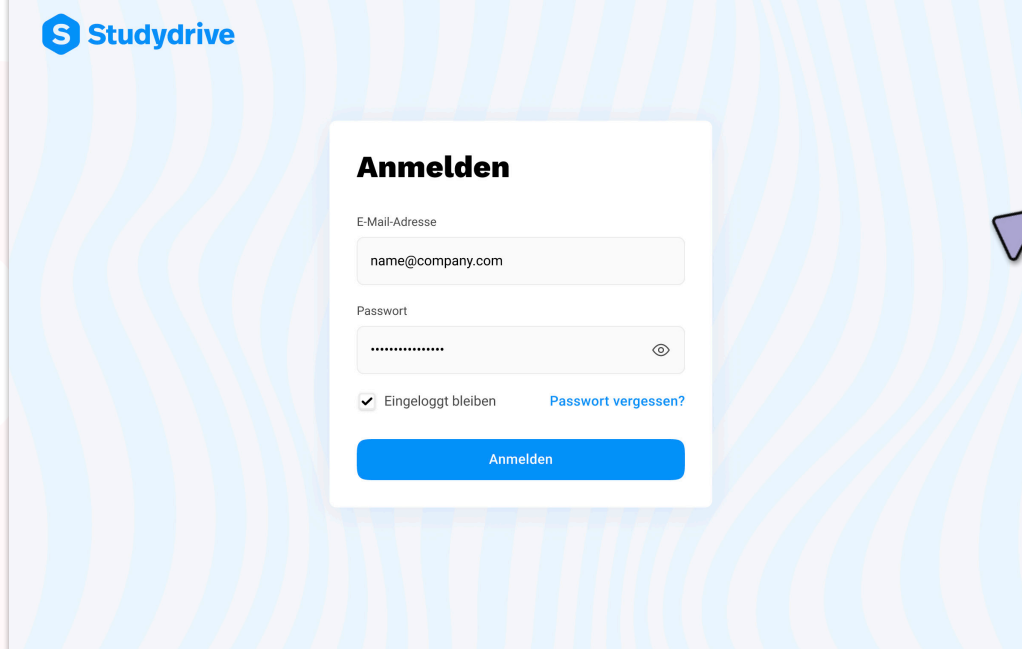 Studydrive
Anmelden
E-Mail-Adresse
name@company.com
Passwort
••••••••••••••••
Eingeloggt bleiben
Passwort vergessen?
Anmelden